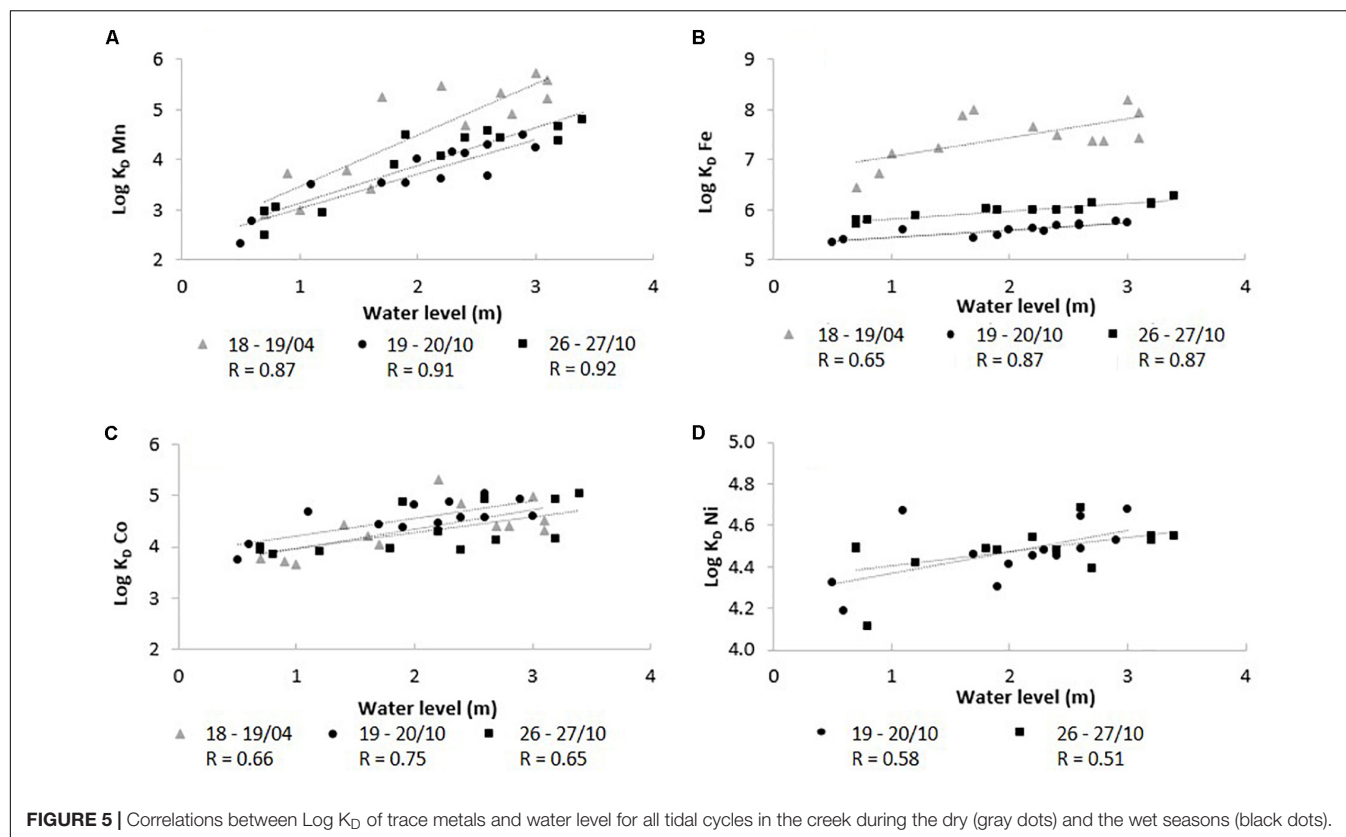 A
6
5
4
3
2
Log K_D Mn
0 1 2 3 4
Water level (m)
18 - 19/04 19 - 20/10 26 - 27/10
R = 0.87 R = 0.91 R = 0.92
B
9
8
7
6
5
Log K_D Fe
0 1 2 3 4
Water level (m)
18 - 19/04 19 - 20/10 26 - 27/10
R = 0.65 R = 0.87 R = 0.87
C
6
5
4
3
2
Log K_D Co
0 1 2 3 4
Water level (m)
18 - 19/04 19 - 20/10 26 - 27/10
R = 0.66 R = 0.75 R = 0.65
D
5.0
4.8
4.6
4.4
4.2
4.0
Log K_D Ni
0 1 2 3 4
Water level (m)
19 - 20/10 26 - 27/10
R = 0.58 R = 0.51
FIGURE 5 | Correlations between Log K_D of trace metals and water level for all tidal cycles in the creek during the dry (gray dots) and the wet seasons (black dots).